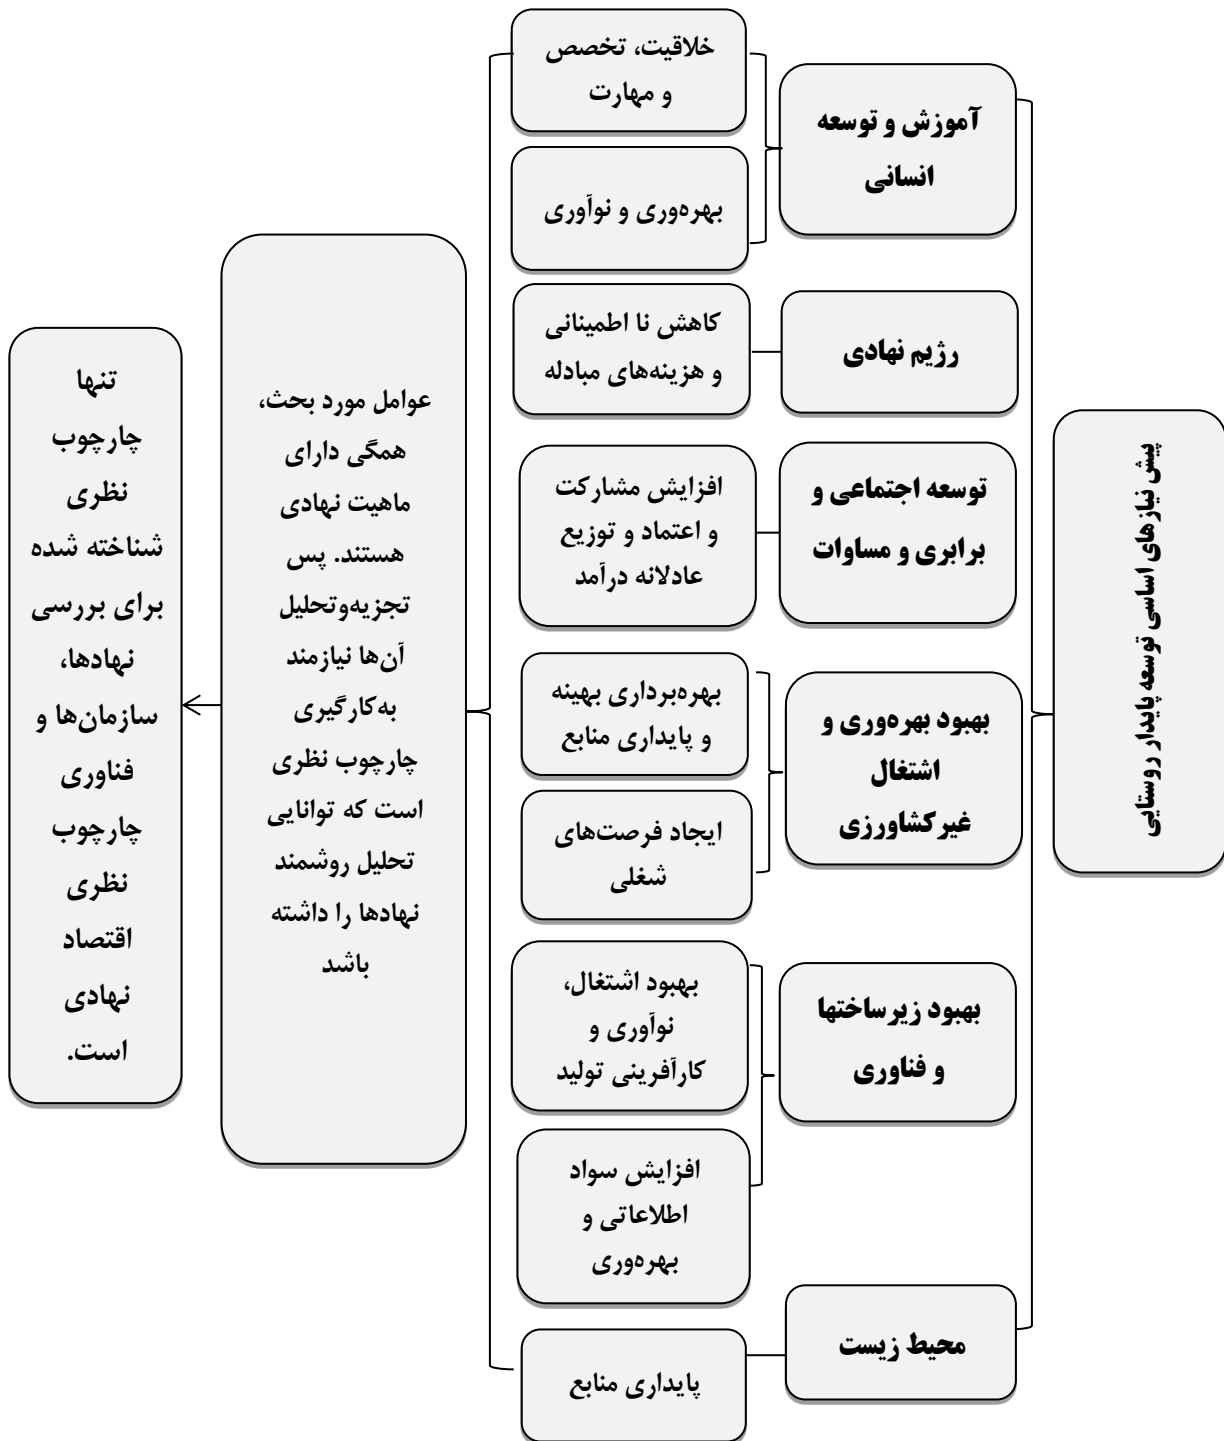 پیش نیازهای اساسی توسعه پایدار روستایی
آموزش و توسعه
انسانی
خلاقیت، تخصص
و مهارت
بهره‌وری و نوآوری
رژیم نهادی
کاهش نا اطمینانی
و هزینه‌های مبادله
توسعه اجتماعی و
برابری و مساوات
افزایش مشارکت
و اعتماد و توزیع
عادلانه درآمد
بهبود بهره‌وری و
اشتغال
غیرکشاورزی
بهره‌برداری بهینه
و پایداری منابع
ایجاد فرصت‌های
شغلی
بهبود زیرساختها
و فناوری
بهبود اشتغال،
نوآوری و
کارآفرینی تولید
افزایش سواد
اطلاعاتی و
بهره‌وری
محیط زیست
پایداری منابع
عوامل مورد بحث،
همگی دارای
ماهیت نهادی
هستند. پس
تجزیه‌وتحلیل
آن‌ها نیازمند
به‌کارگیری
چارچوب نظری
است که توانایی
تحلیل روشمند
نهادها را داشته
باشد
تنها
چارچوب
نظری
شناخته شده
برای بررسی
نهادها،
سازمان‌ها و
فناوری
چارچوب
نظری
اقتصاد
نهادی
است.